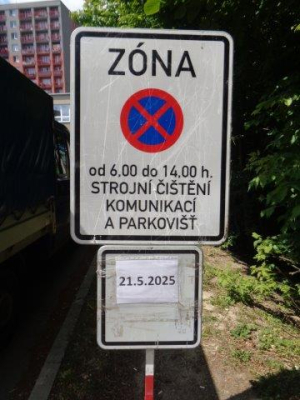 ZÓNA
od 6.00 do 14.00 h.
STROJNÍ ČIŠTĚNÍ
KOMUNIKACÍ
A PARKOVIŠŤ
21.5.2025